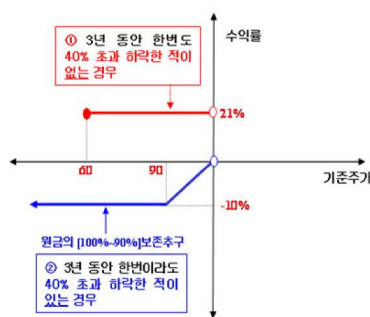 ① 3년 동안 한번도
40% 초과 하락한 적이
없는 경우
수익률
21%
60
90
기준주가
-10%
원금의 [100%~90%]보존추구
② 3년 동안 한번이라도
40% 초과 하락한 적이
있는 경우